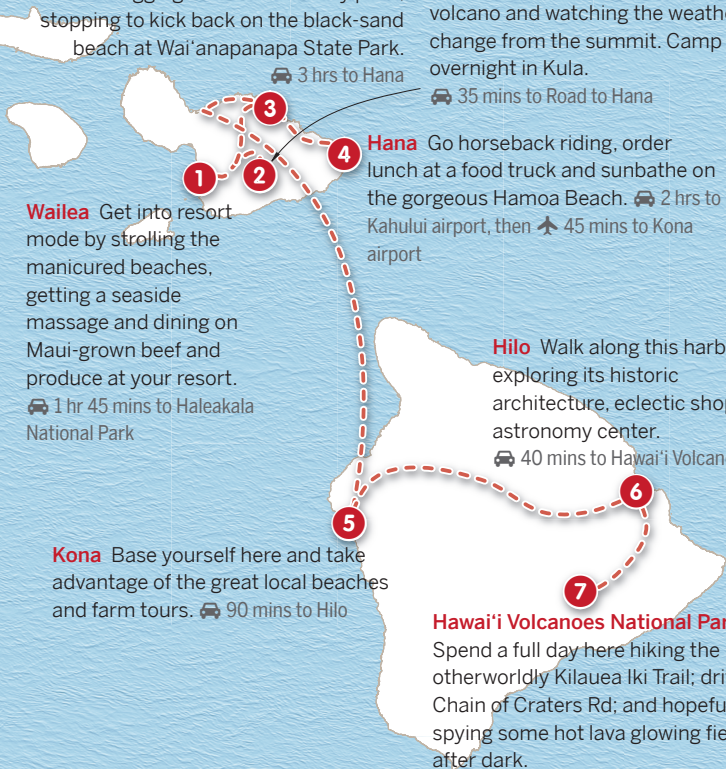 stopping to kick back on the black-sand
beach at Wai‘anapanapa State Park.
3 hrs to Hana
volcano and watching the weathe
change from the summit. Camp
overnight in Kula.
35 mins to Road to Hana
3
4
1
2
Hana Go horseback riding, order
lunch at a food truck and sunbathe on
the gorgeous Hamoa Beach. 2 hrs to
Kahului airport, then 45 mins to Kona
airport
Wailea Get into resort
mode by strolling the
manicured beaches,
getting a seaside
massage and dining on
Maui-grown beef and
produce at your resort.
1 hr 45 mins to Haleakala
National Park
Hilo Walk along this harb
exploring its historic
architecture, eclectic shop
astronomy center.
40 mins to Hawai‘i Volcan
6
5
Kona Base yourself here and take
advantage of the great local beaches
and farm tours. 90 mins to Hilo
7
Hawai‘i Volcanoes National Par
Spend a full day here hiking the
otherworldly Kilauea Iki Trail; dri
Chain of Craters Rd; and hopefu
spying some hot lava glowing fie
after dark.